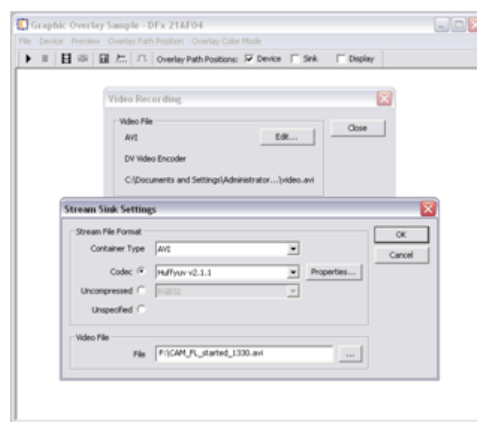 Graphic Overlay Sample - DFx 21AF04
File Device Preview Overlay Path Position Overlay Color Mode
Overlay Path Positions: Device Sink Display
Video Recording
Video File
AVI Edit... Close
DV Video Encoder
C:\Documents and Settings\Administrator...\video.avi
Stream Sink Settings
Stream File Format OK
Container Type AVI Cancel
Codec Huffyuv v2.1.1 Properties...
Uncompressed RGB32
Unspecified
Video File
File F:\CAM_FL_started_1330.avi ...